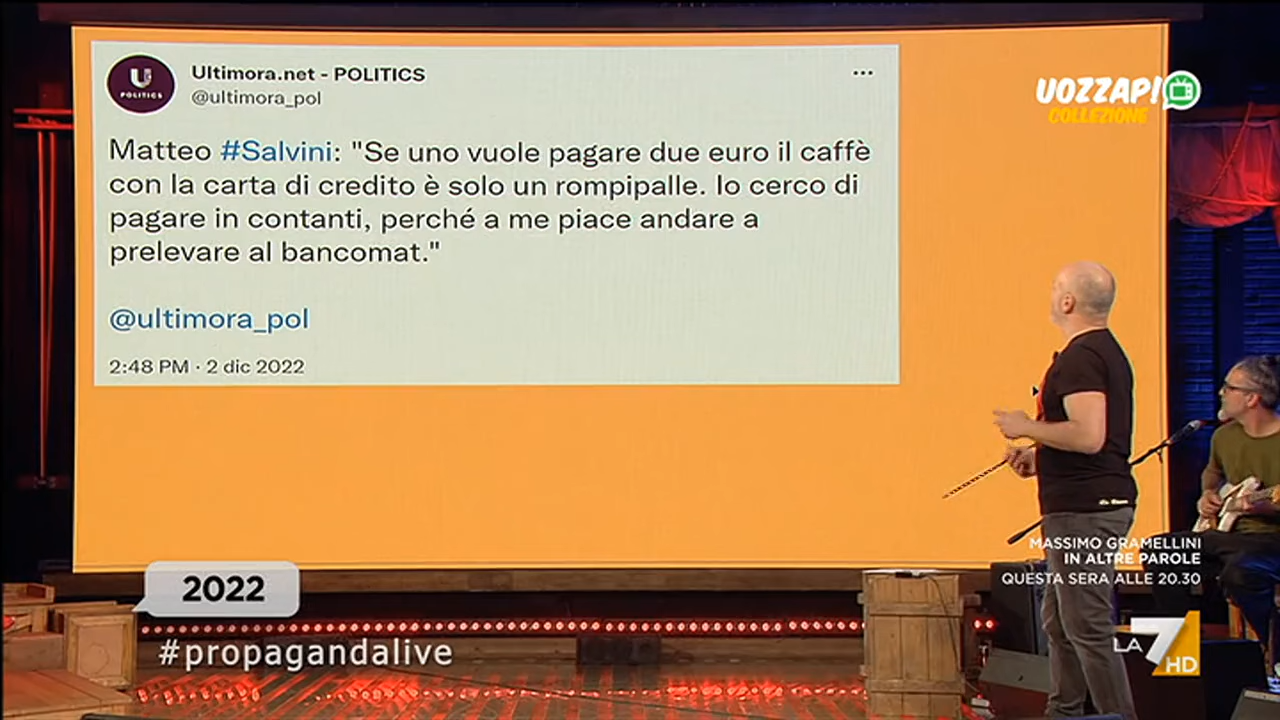 Ultimora.net - POLITICS
@ultimora_pol
U
POLITICS
Matteo #Salvini: "Se uno vuole pagare due euro il caffè
con la carta di credito è solo un rompipalle. Io cerco di
pagare in contanti, perché a me piace andare a
prelevare al bancomat."
@ultimora_pol
2:48 PM · 2 dic 2022
UOZZAP!
COLLEZIONE
MASSIMO GRAMELLINI
IN ALTRE PAROLE
QUESTA SERA ALLE 20.30
2022
#propagandalive
LA 7 HD